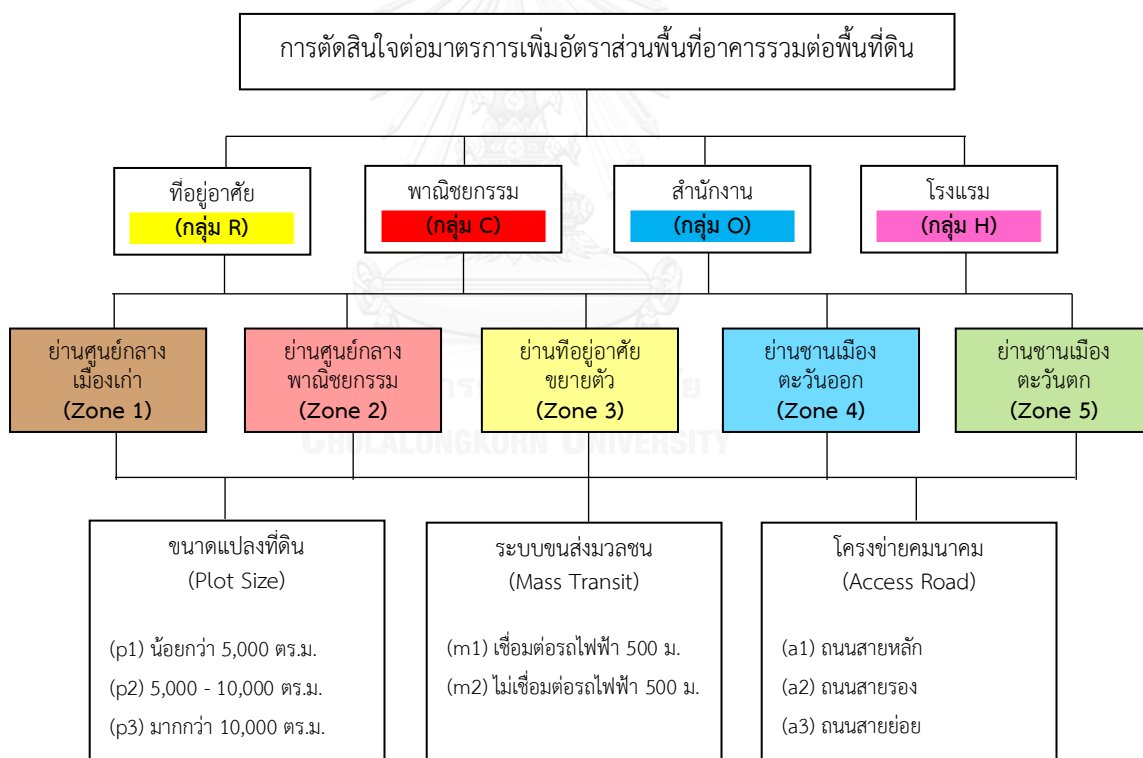 การตัดสินใจต่อมาตรการเพิ่มอัตราส่วนพื้นที่อาคารรวมต่อพื้นที่ดิน
ที่อยู่อาศัย
(กลุ่ม R)
พาณิชยกรรม
(กลุ่ม C)
สำนักงาน
(กลุ่ม O)
โรงแรม
(กลุ่ม H)
ย่านศูนย์กลาง
เมืองเก่า
(Zone 1)
ย่านศูนย์กลาง
พาณิชยกรรม
(Zone 2)
ย่านที่อยู่อาศัย
ขยายตัว
(Zone 3)
ย่านชานเมือง
ตะวันออก
(Zone 4)
ย่านชานเมือง
ตะวันตก
(Zone 5)
CHULALONGKORN UNIVERSITY
ขนาดแปลงที่ดิน
(Plot Size)
(p1) น้อยกว่า 5,000 ตร.ม.
(p2) 5,000 - 10,000 ตร.ม.
(p3) มากกว่า 10,000 ตร.ม.
ระบบขนส่งมวลชน
(Mass Transit)
(m1) เชื่อมต่อรถไฟฟ้า 500 ม.
(m2) ไม่เชื่อมต่อรถไฟฟ้า 500 ม.
โครงข่ายคมนาคม
(Access Road)
(a1) ถนนสายหลัก
(a2) ถนนสายรอง
(a3) ถนนสายย่อย